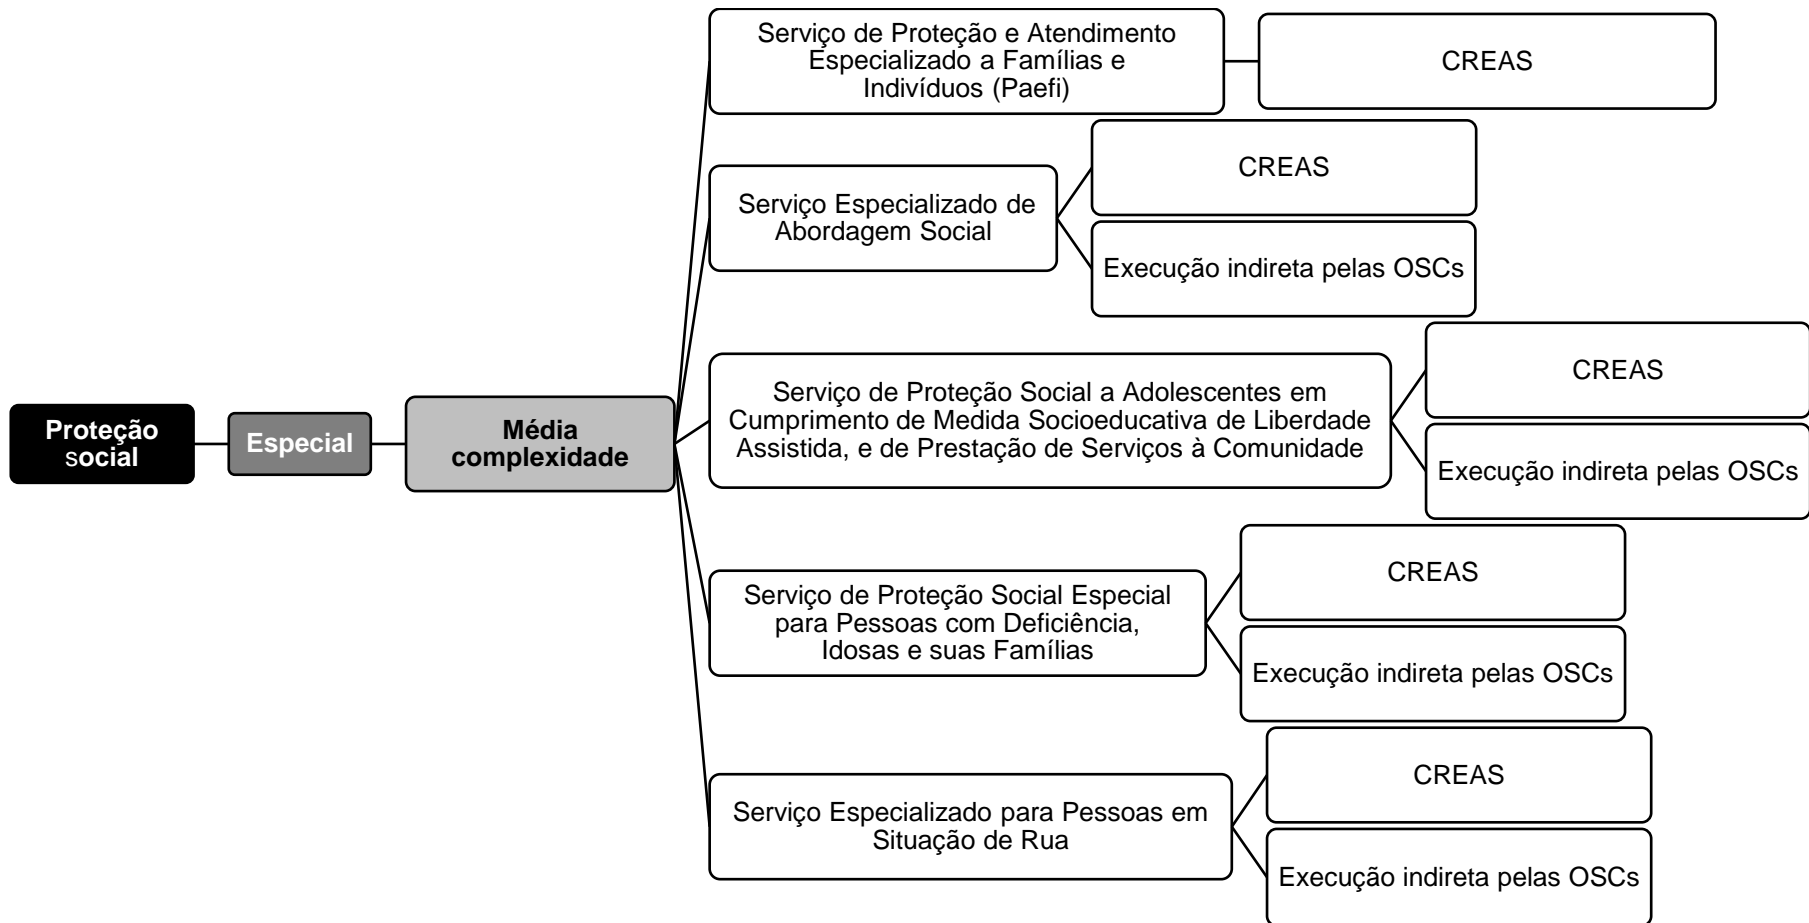 Proteção
social
Especial
Média
complexidade
Serviço de Proteção e Atendimento
Especializado a Famílias e
Indivíduos (Paefi)
CREAS
Serviço Especializado de
Abordagem Social
CREAS
Execução indireta pelas OSCs
Serviço de Proteção Social a Adolescentes em
Cumprimento de Medida Socioeducativa de Liberdade
Assistida, e de Prestação de Serviços à Comunidade
CREAS
Execução indireta pelas OSCs
Serviço de Proteção Social Especial
para Pessoas com Deficiência,
Idosas e suas Famílias
CREAS
Execução indireta pelas OSCs
Serviço Especializado para Pessoas em
Situação de Rua
CREAS
Execução indireta pelas OSCs